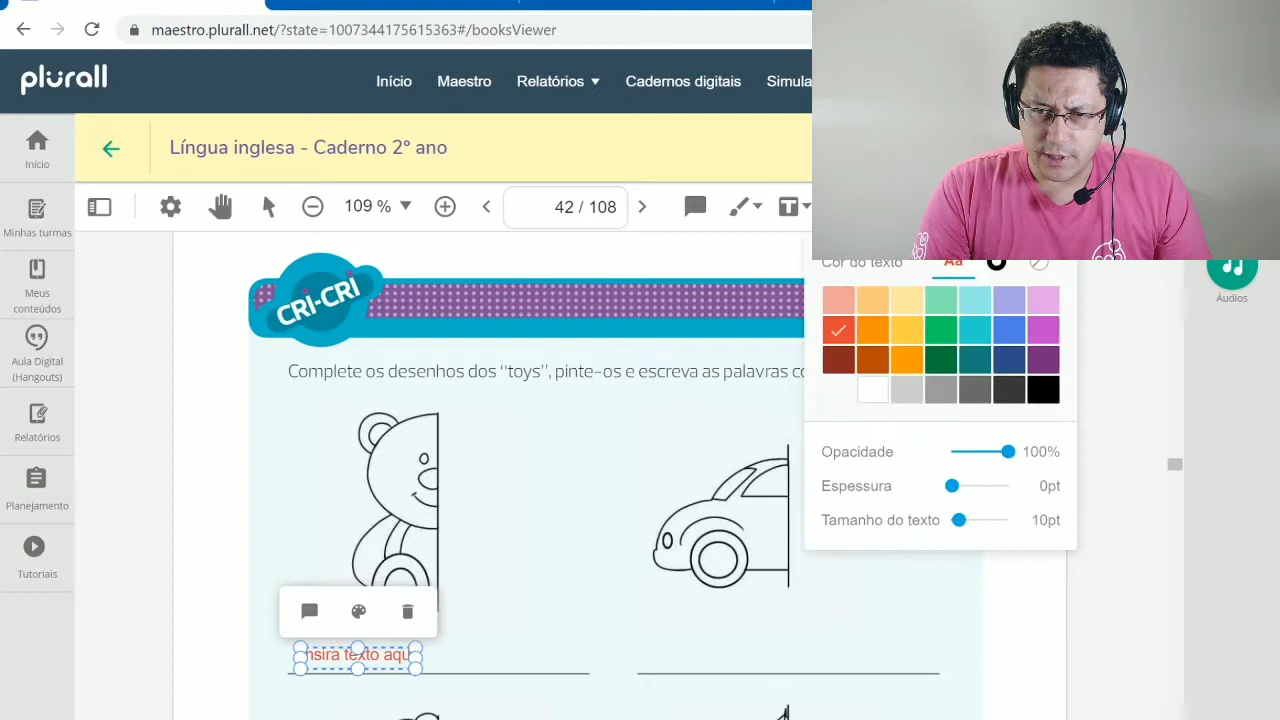 maestro.plurall.net/?state=1007344175615363#/booksViewer
plurall
Início
Maestro
Relatórios
Cadernos digitais
Simula
Início
Minhas turmas
Meus conteúdos
Aula Digital (Hangouts)
Relatórios
Planejamento
Tutoriais
Língua inglesa - Caderno 2º ano
109 %
42 / 108
CRI-CRI
Complete os desenhos dos "toys", pinte-os e escreva as palavras co
nsira texto aqu
Cor do texto
Aa
Opacidade 100%
Espessura 0pt
Tamanho do texto 10pt
Áudios